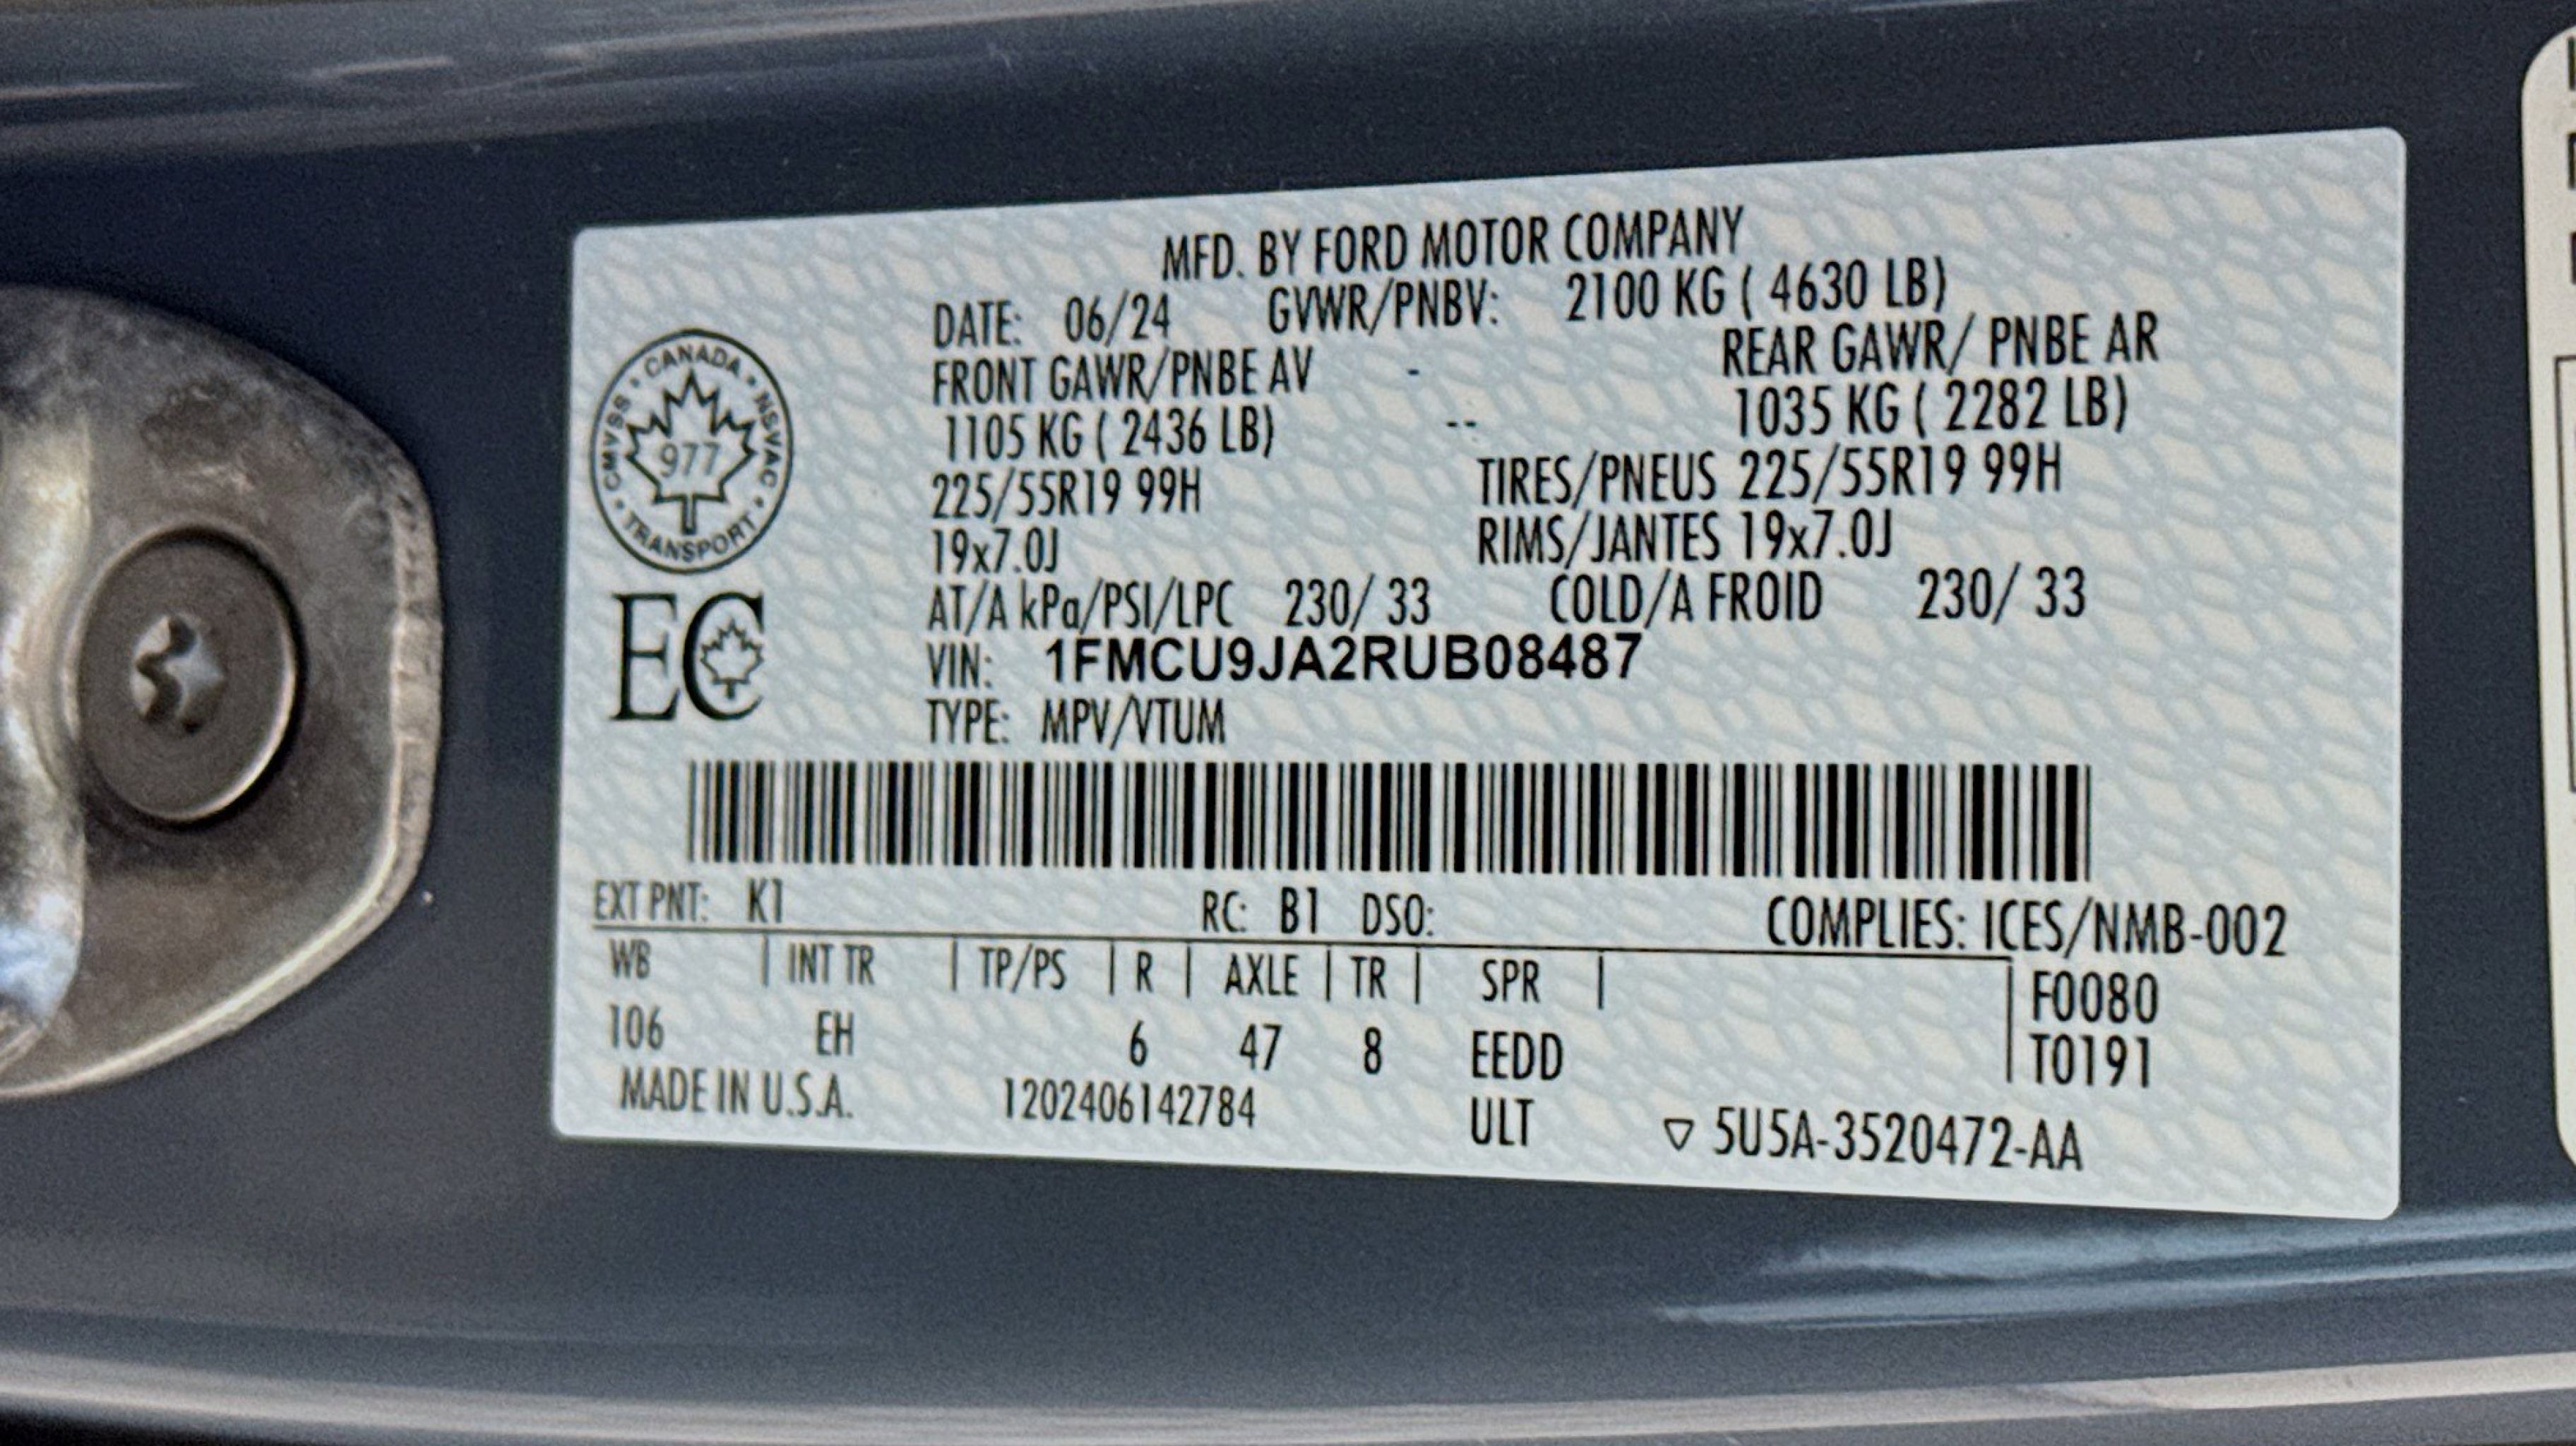 MFD. BY FORD MOTOR COMPANY
DATE: 06/24 GVWR/PNBV: 2100 KG ( 4630 LB)
FRONT GAWR/PNBE AV - REAR GAWR/ PNBE AR
1105 KG ( 2436 LB) -- 1035 KG ( 2282 LB)
225/55R19 99H TIRES/PNEUS 225/55R19 99H
19x7.0J RIMS/JANTES 19x7.0J
AT/A kPa/PSI/LPC 230/ 33 COLD/A FROID 230/ 33
VIN: 1FMCU9JA2RUB08487
TYPE: MPV/VTUM
CANADA • NSVAC • TRANSPORT • CMVSS •
977
EC
EXT PNT: K1 RC: B1 DSO: COMPLIES: ICES/NMB-002
WB | INT TR | TP/PS | R | AXLE | TR | SPR | F0080
106 EH 6 47 8 EEDD T0191
MADE IN U.S.A. 1202406142784 ULT ▽ 5U5A-3520472-AA